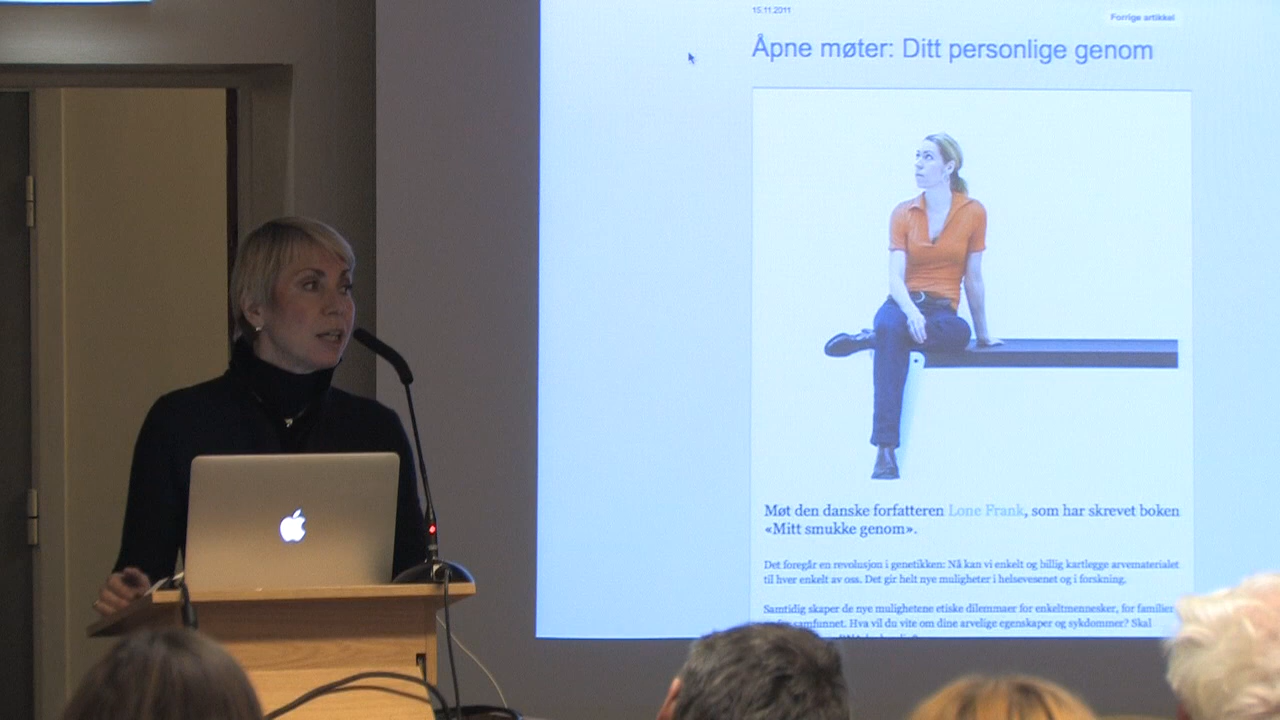 15.11.2011
Forrige artikkel
Åpne møter: Ditt personlige genom
Møt den danske forfatteren Lone Frank, som har skrevet boken
«Mitt smukke genom».
Det foregår en revolusjon i genetikken: Nå kan vi enkelt og billig kartlegge arvematerialet
til hver enkelt av oss. Det gir helt nye muligheter i helsevesenet og i forskning.
Samtidig skaper de nye mulighetene etiske dilemmaer for enkeltmennesker, for familier
samfunnet. Hva vil du vite om dine arvelige egenskaper og sykdommer? Skal